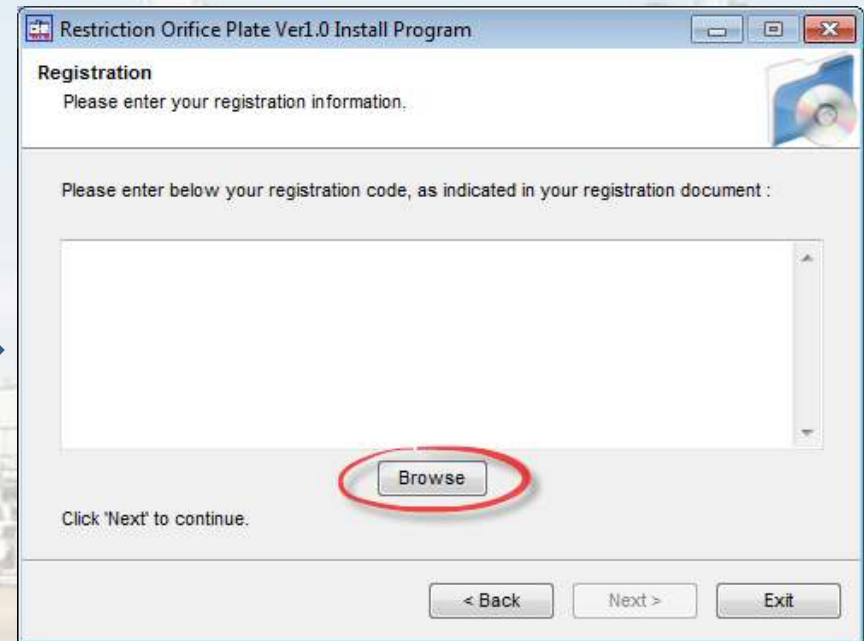 Restriction Orifice Plate Ver1.0 Install Program
Registration
Please enter your registration information.
Please enter below your registration code, as indicated in your registration document :
Browse
Click 'Next' to continue.
< Back
Next >
Exit